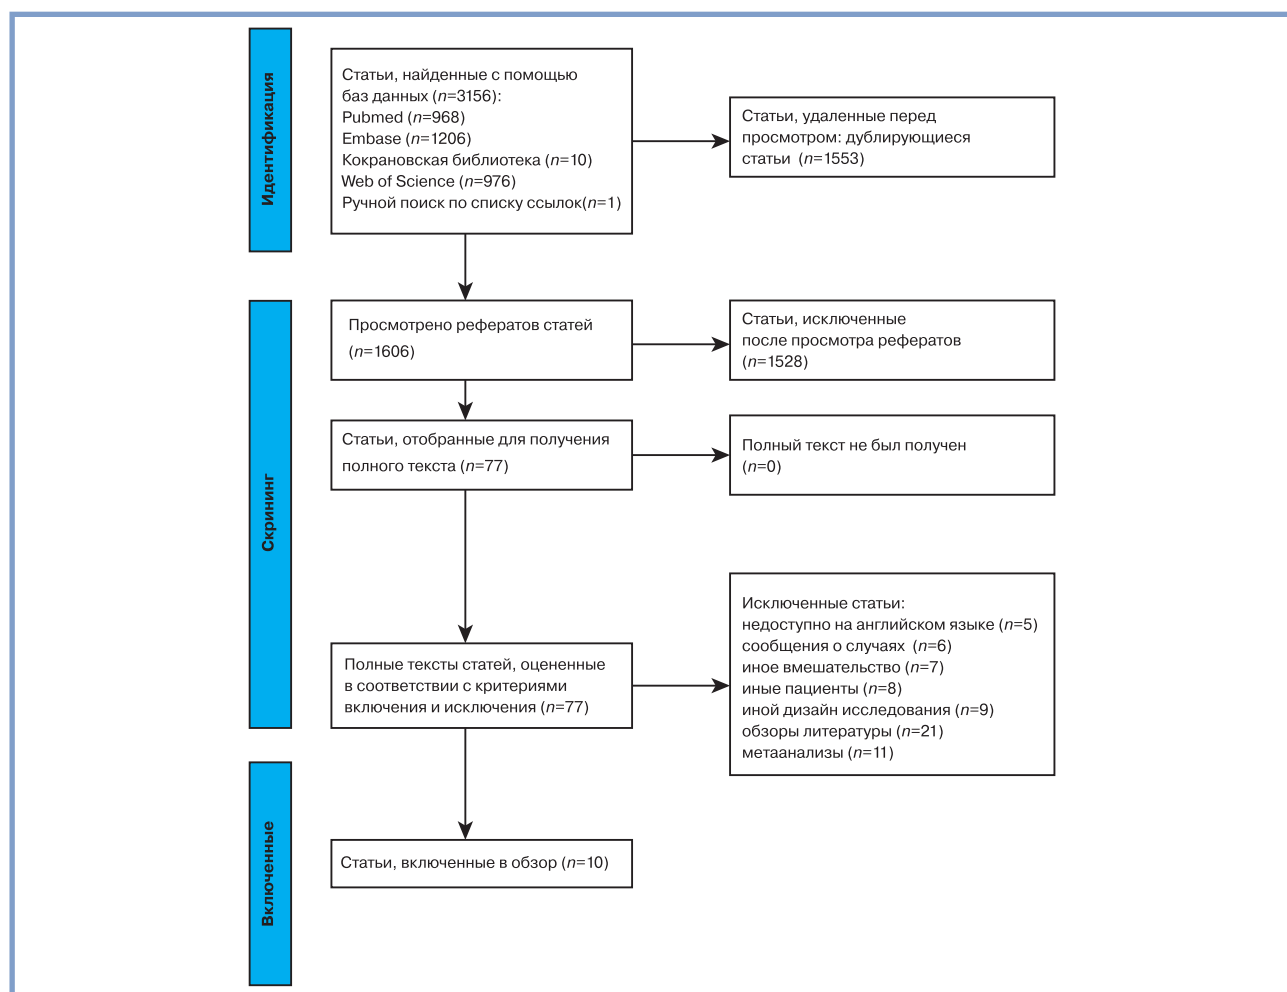 Идентификация
Статьи, найденные с помощью
баз данных (n=3156):
Pubmed (n=968)
Embase (n=1206)
Кокрановская библиотека (n=10)
Web of Science (n=976)
Ручной поиск по списку ссылок(n=1)
Статьи, удаленные перед
просмотром: дублирующиеся
статьи (n=1553)
Скрининг
Просмотрено рефератов статей
(n=1606)
Статьи, исключенные
после просмотра рефератов
(n=1528)
Статьи, отобранные для получения
полного текста (n=77)
Полный текст не был получен
(n=0)
Полные тексты статей, оцененные
в соответствии с критериями
включения и исключения (n=77)
Исключенные статьи:
недоступно на английском языке (n=5)
сообщения о случаях (n=6)
иное вмешательство (n=7)
иные пациенты (n=8)
иной дизайн исследования (n=9)
обзоры литературы (n=21)
метаанализы (n=11)
Включенные
Статьи, включенные в обзор (n=10)